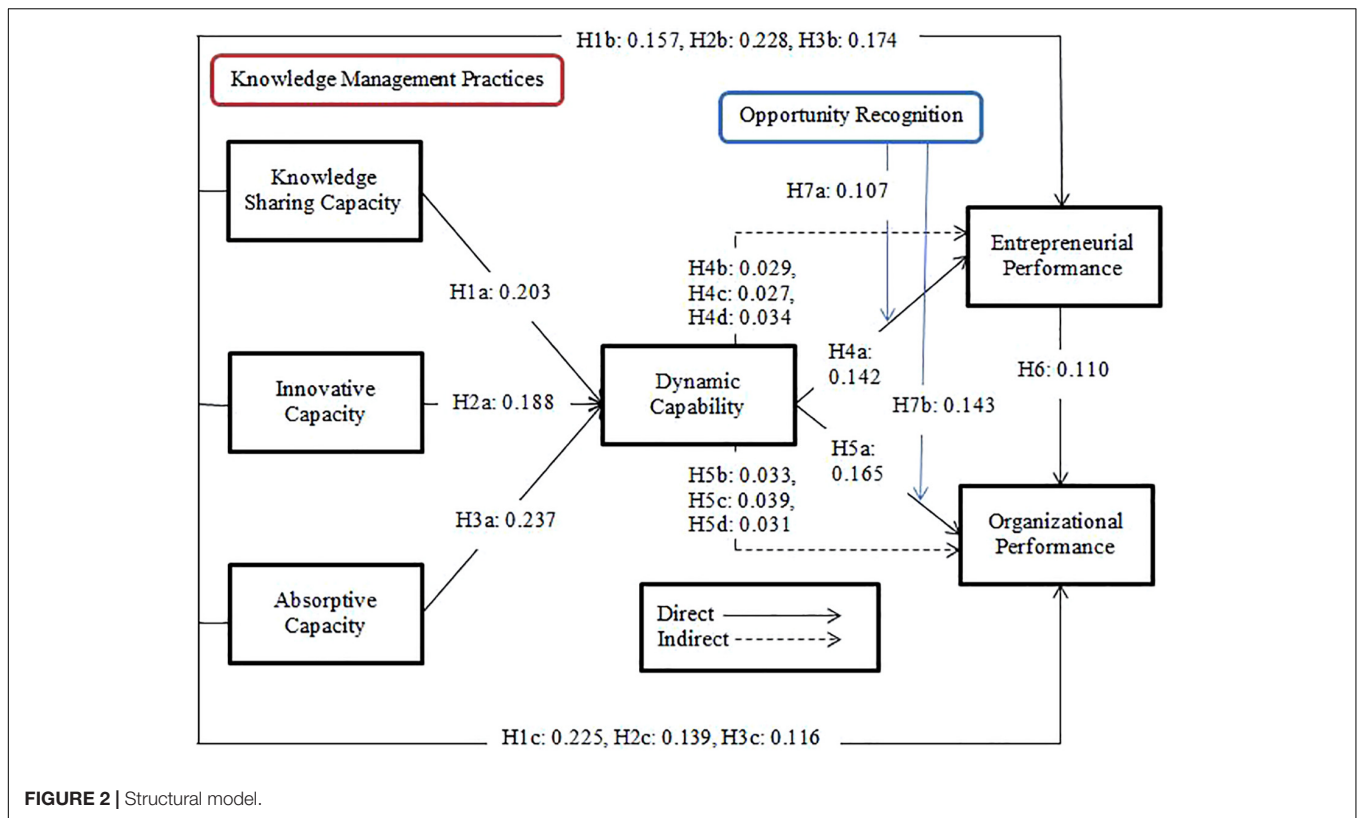 H1b: 0.157, H2b: 0.228, H3b: 0.174
Knowledge Management Practices
Opportunity Recognition
Knowledge
Sharing Capacity
H7a: 0.107
Entrepreneurial
Performance
H4b: 0.029,
H4c: 0.027,
H4d: 0.034
H1a: 0.203
Innovative
Capacity
H2a: 0.188
Dynamic
Capability
H4a:
0.142
H6: 0.110
H7b: 0.143
H5a:
0.165
H5b: 0.033,
H5c: 0.039,
H5d: 0.031
H3a: 0.237
Organizational
Performance
Absorptive
Capacity
Direct
Indirect
H1c: 0.225, H2c: 0.139, H3c: 0.116
FIGURE 2 | Structural model.